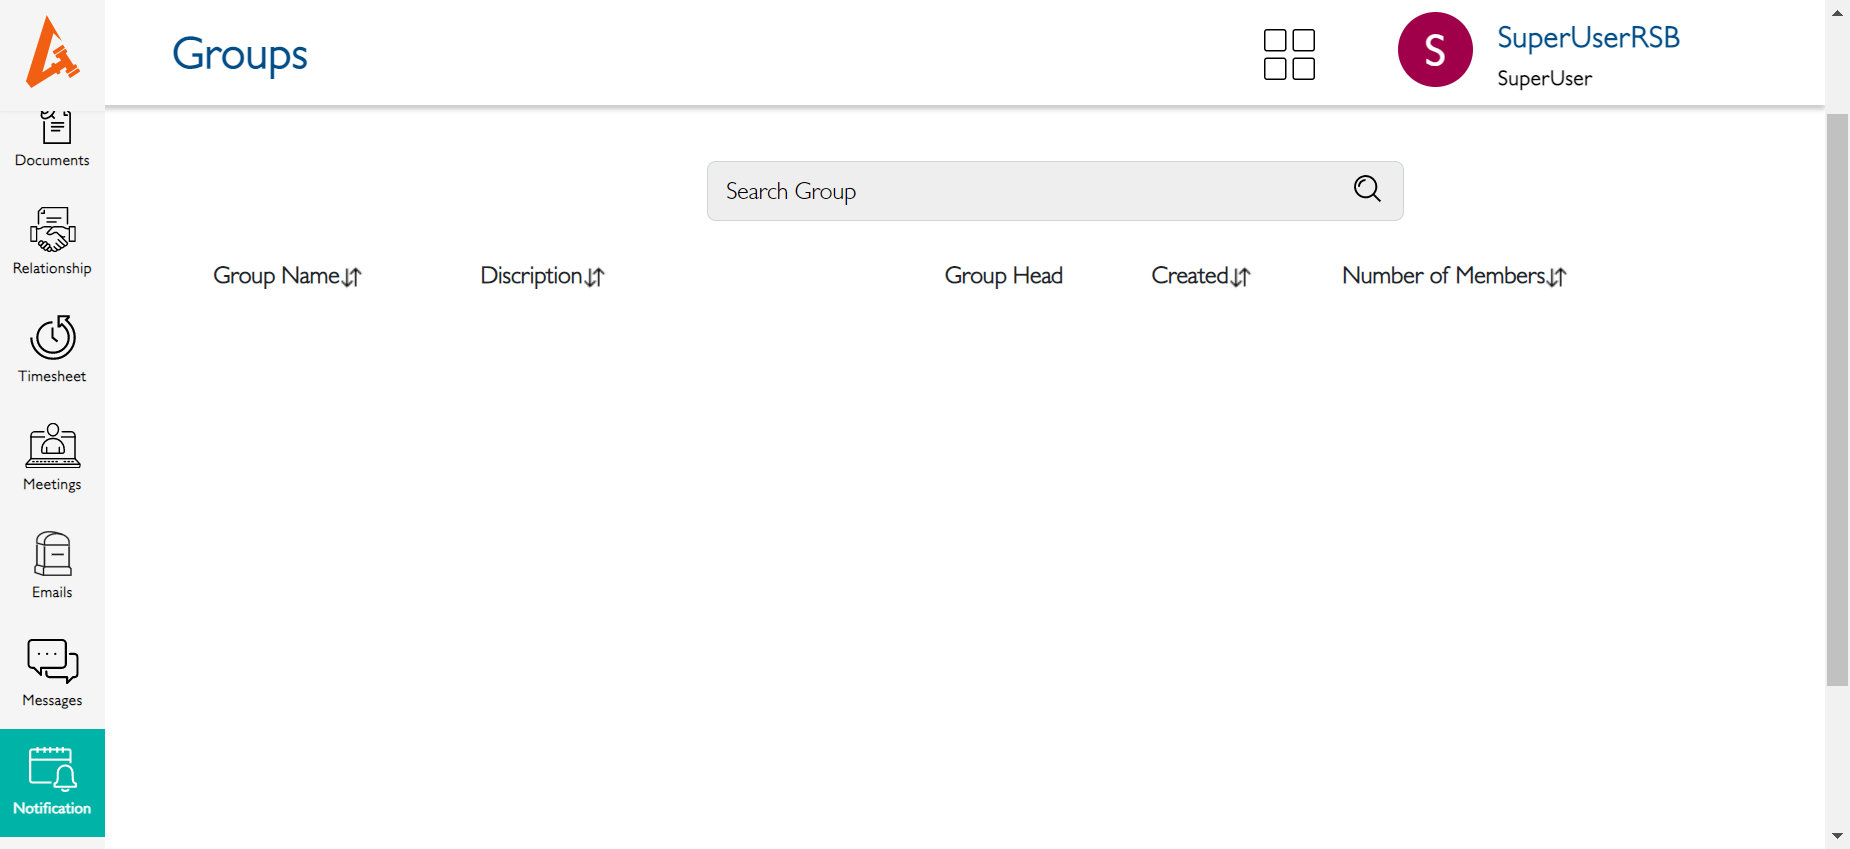 Groups
S
SuperUserRSB
SuperUser
Documents
Relationship
Timesheet
Meetings
Emails
Messages
Notification
Search Group
Group Name
Discription
Group Head
Created
Number of Members